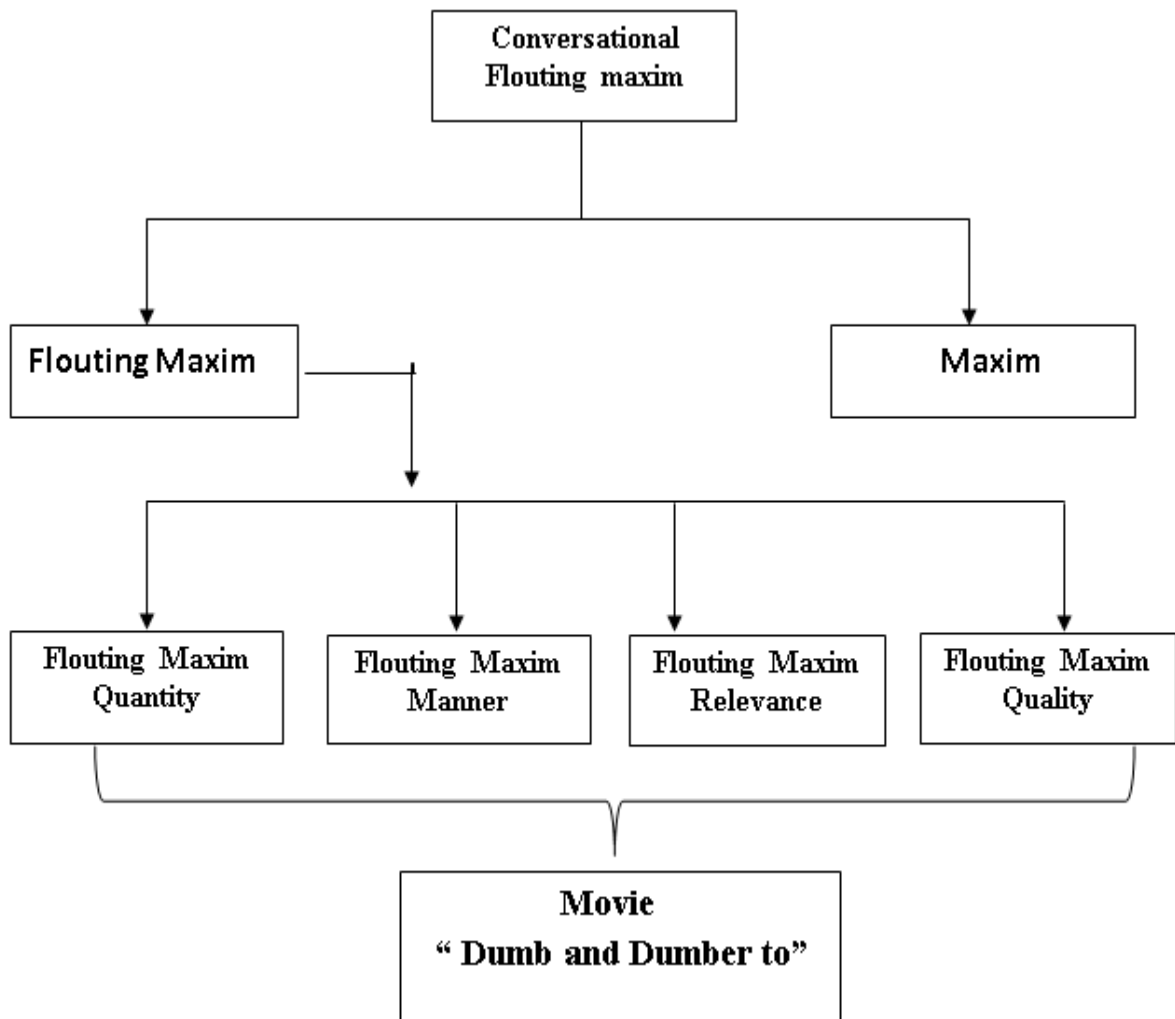 Conversational
Flouting maxim
Flouting Maxim
Maxim
Flouting Maxim
Quantity
Flouting Maxim
Manner
Flouting Maxim
Relevance
Flouting Maxim
Quality
Movie
“ Dumb and Dumber to”